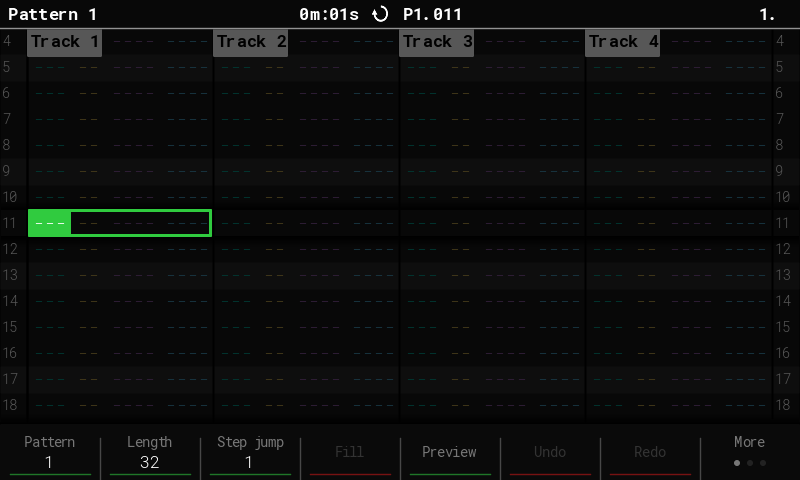 Pattern 1 0m:01s P1.011 1.
4 Track 1 Track 2 Track 3 Track 4 4
5 --- -- ---- ---- --- -- ---- ---- --- -- ---- ---- --- -- ---- ---- 5
6 --- -- ---- ---- --- -- ---- ---- --- -- ---- ---- --- -- ---- ---- 6
7 --- -- ---- ---- --- -- ---- ---- --- -- ---- ---- --- -- ---- ---- 7
8 --- -- ---- ---- --- -- ---- ---- --- -- ---- ---- --- -- ---- ---- 8
9 --- -- ---- ---- --- -- ---- ---- --- -- ---- ---- --- -- ---- ---- 9
10 --- -- ---- ---- --- -- ---- ---- --- -- ---- ---- --- -- ---- ---- 10
11 --- -- ---- ---- --- -- ---- ---- --- -- ---- ---- --- -- ---- ---- 11
12 --- -- ---- ---- --- -- ---- ---- --- -- ---- ---- --- -- ---- ---- 12
13 --- -- ---- ---- --- -- ---- ---- --- -- ---- ---- --- -- ---- ---- 13
14 --- -- ---- ---- --- -- ---- ---- --- -- ---- ---- --- -- ---- ---- 14
15 --- -- ---- ---- --- -- ---- ---- --- -- ---- ---- --- -- ---- ---- 15
16 --- -- ---- ---- --- -- ---- ---- --- -- ---- ---- --- -- ---- ---- 16
17 --- -- ---- ---- --- -- ---- ---- --- -- ---- ---- --- -- ---- ---- 17
18 --- -- ---- ---- --- -- ---- ---- --- -- ---- ---- --- -- ---- ---- 18
Pattern Length Step jump Fill Preview Undo Redo More
1 32 1